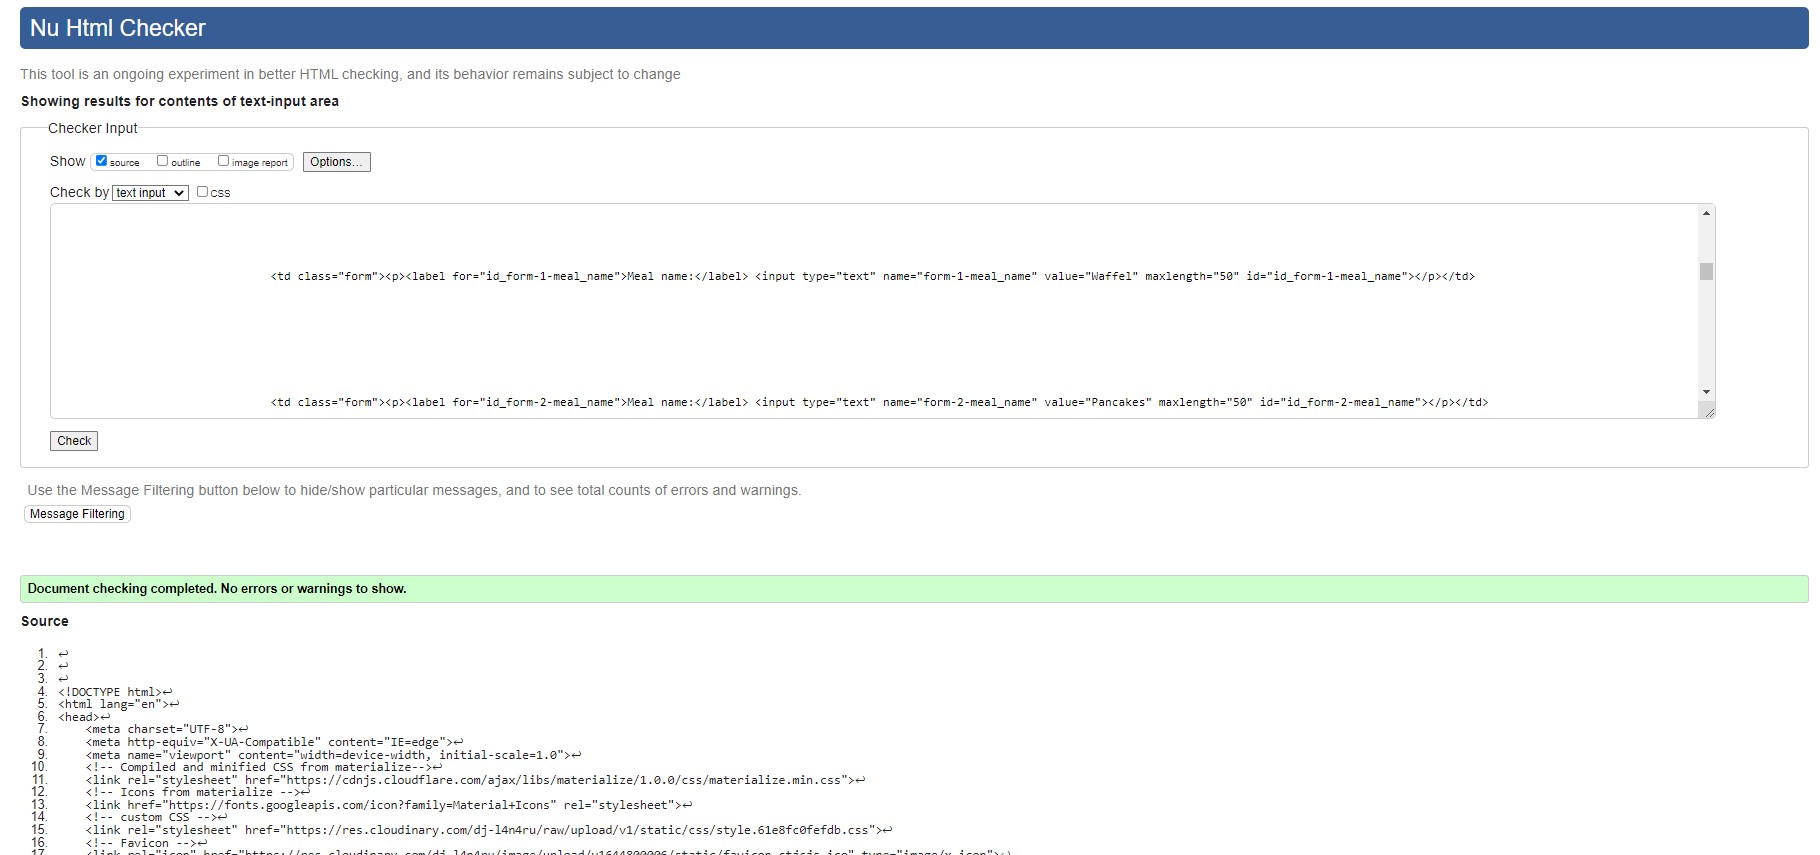 Nu Html Checker
This tool is an ongoing experiment in better HTML checking, and its behavior remains subject to change
Showing results for contents of text-input area
Checker Input
Show source outline image report Options...
Check by text input css
<td class="form"><p><label for="id_form-1-meal_name">Meal name:</label> <input type="text" name="form-1-meal_name" value="Waffel" maxlength="50" id="id_form-1-meal_name"></p></td>
<td class="form"><p><label for="id_form-2-meal_name">Meal name:</label> <input type="text" name="form-2-meal_name" value="Pancakes" maxlength="50" id="id_form-2-meal_name"></p></td>
Check
Use the Message Filtering button below to hide/show particular messages, and to see total counts of errors and warnings.
Message Filtering
Document checking completed. No errors or warnings to show.
Source
1. ↩
2. ↩
3. ↩
4. <!DOCTYPE html>↩
5. <html lang="en">↩
6. <head>↩
7. <meta charset="UTF-8">↩
8. <meta http-equiv="X-UA-Compatible" content="IE=edge">↩
9. <meta name="viewport" content="width=device-width, initial-scale=1.0">↩
10. <!-- Compiled and minified CSS from materialize-->↩
11. <link rel="stylesheet" href="https://cdnjs.cloudflare.com/ajax/libs/materialize/1.0.0/css/materialize.min.css">↩
12. <!-- Icons from materialize -->↩
13. <link href="https://fonts.googleapis.com/icon?family=Material+Icons" rel="stylesheet">↩
14. <!-- custom CSS -->↩
15. <link rel="stylesheet" href="https://res.cloudinary.com/dj-l4n4ru/raw/upload/v1/static/css/style.61e8fc0fefdb.css">↩
16. <!-- Favicon -->↩
17.